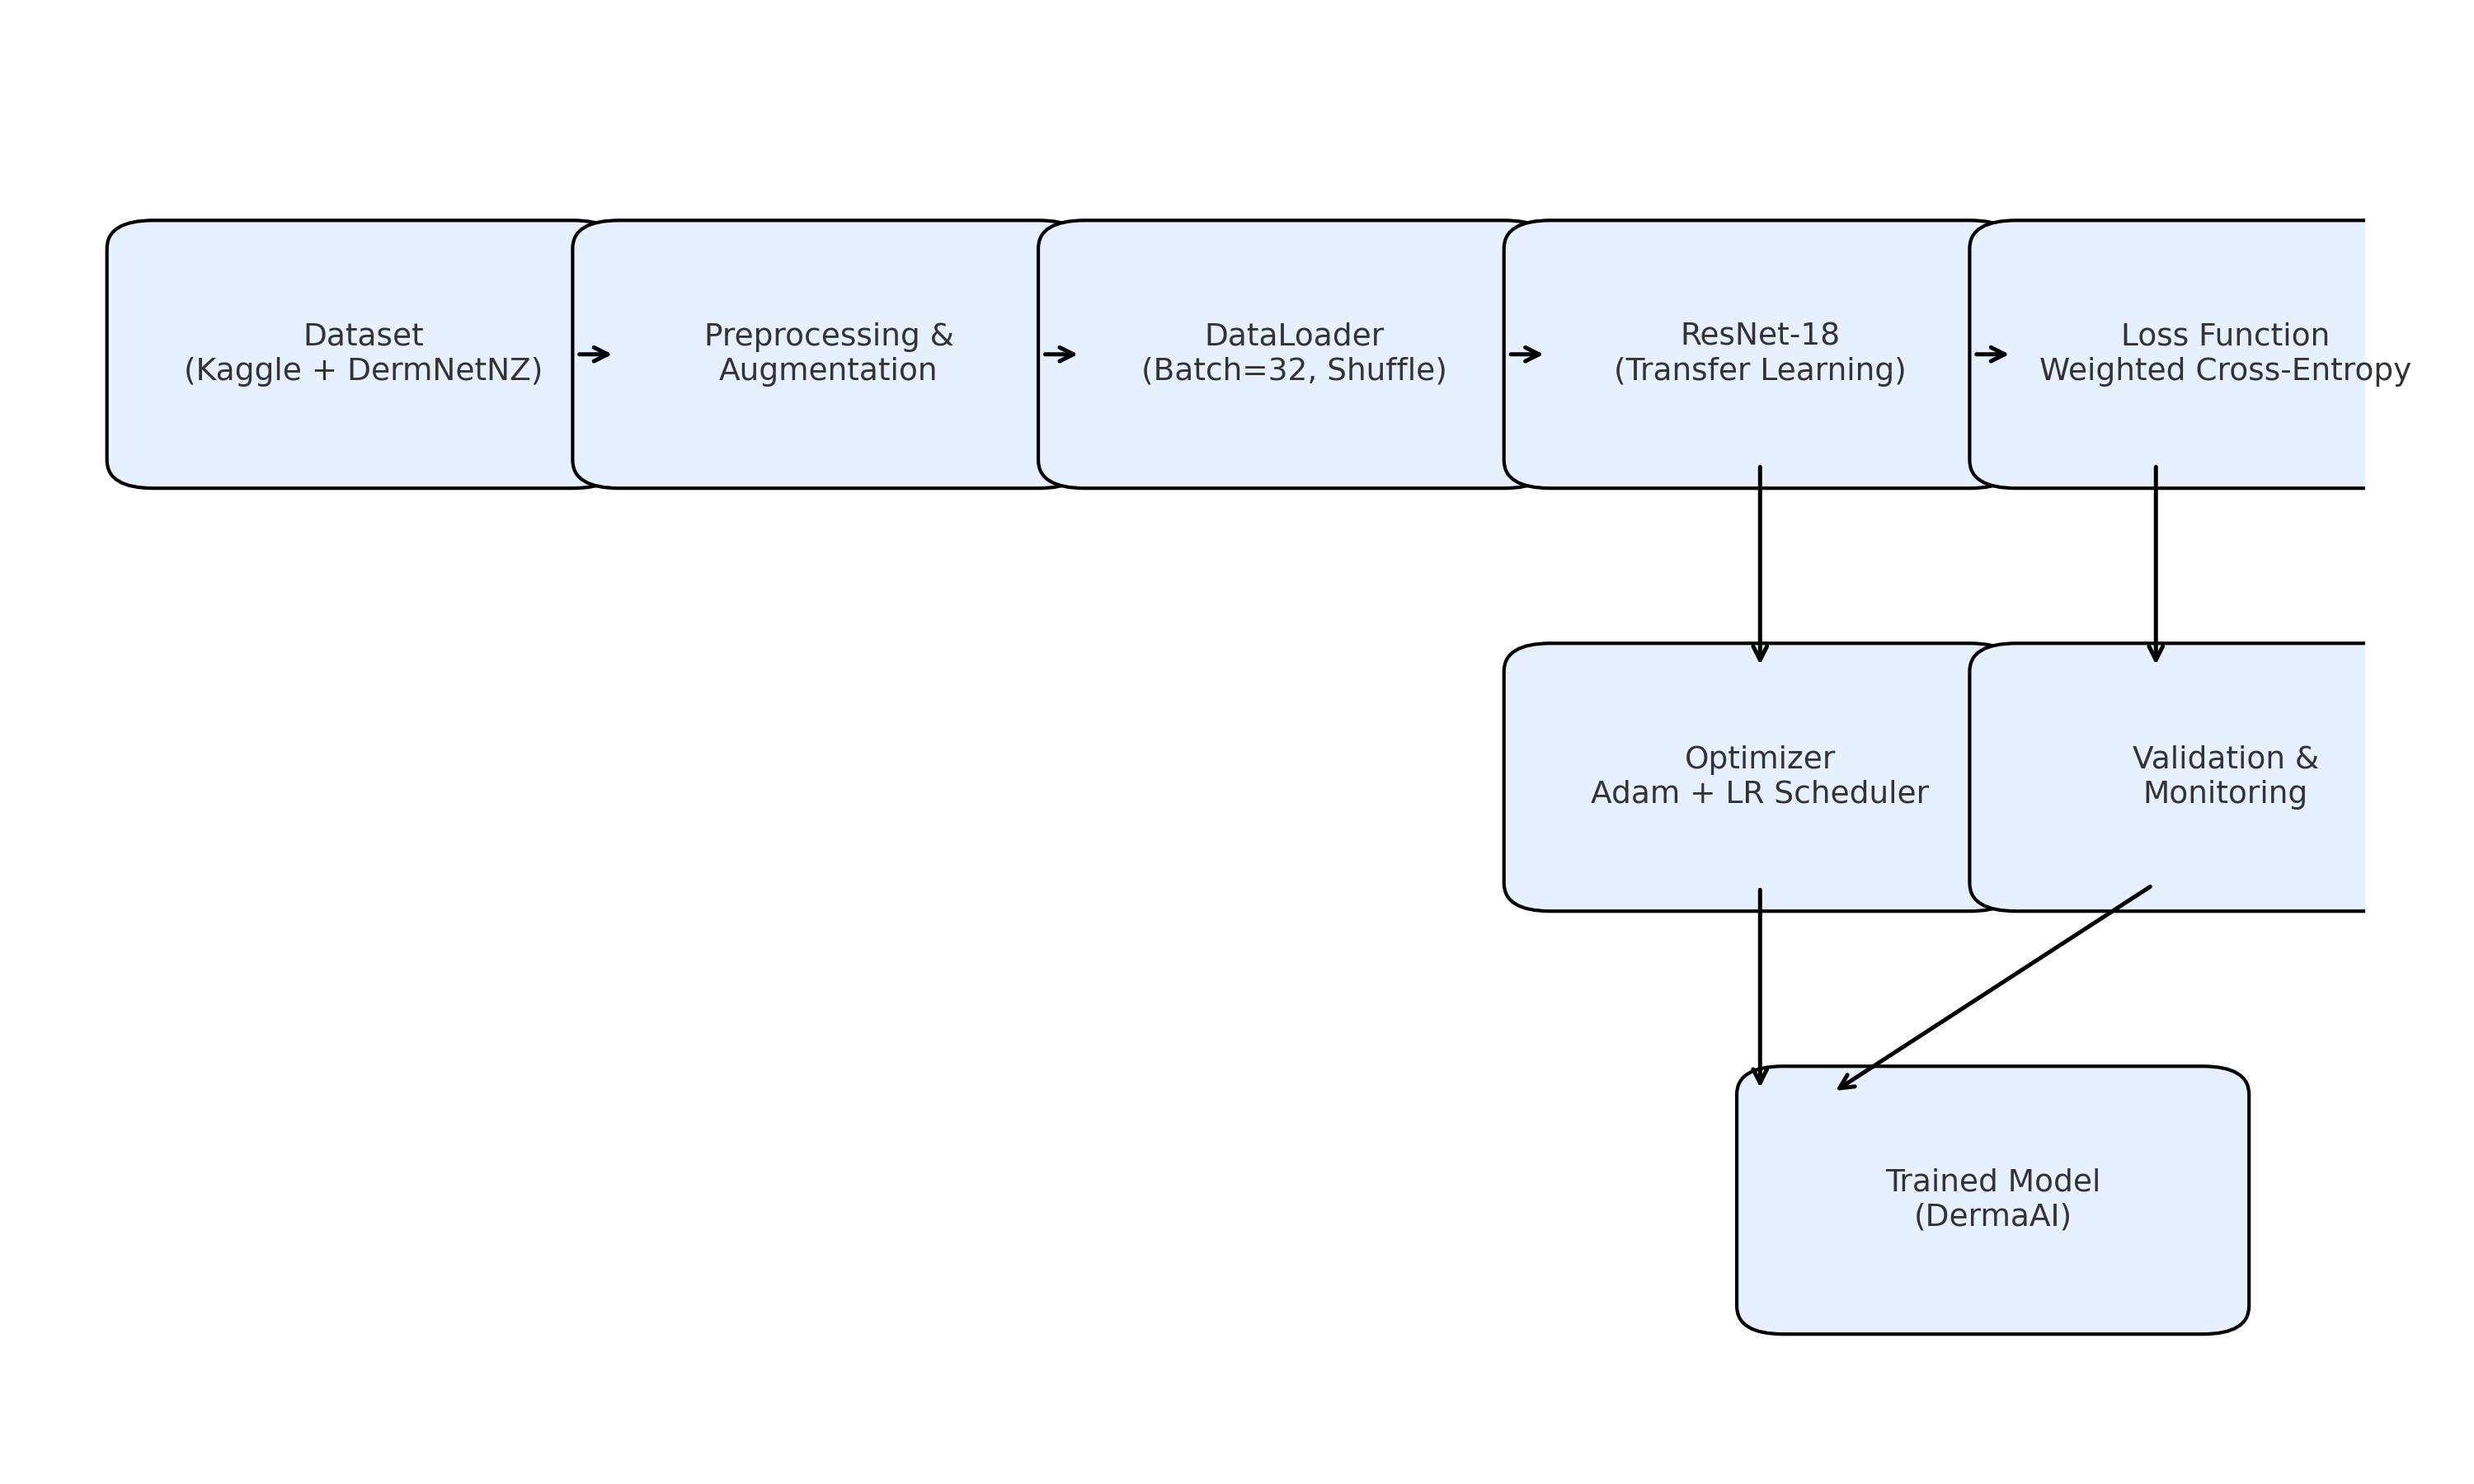 Dataset
(Kaggle + DermNetNZ)
Preprocessing &
Augmentation
DataLoader
(Batch=32, Shuffle)
ResNet-18
(Transfer Learning)
Loss Function
Weighted Cross-Entropy
Optimizer
Adam + LR Scheduler
Validation &
Monitoring
Trained Model
(DermaAI)